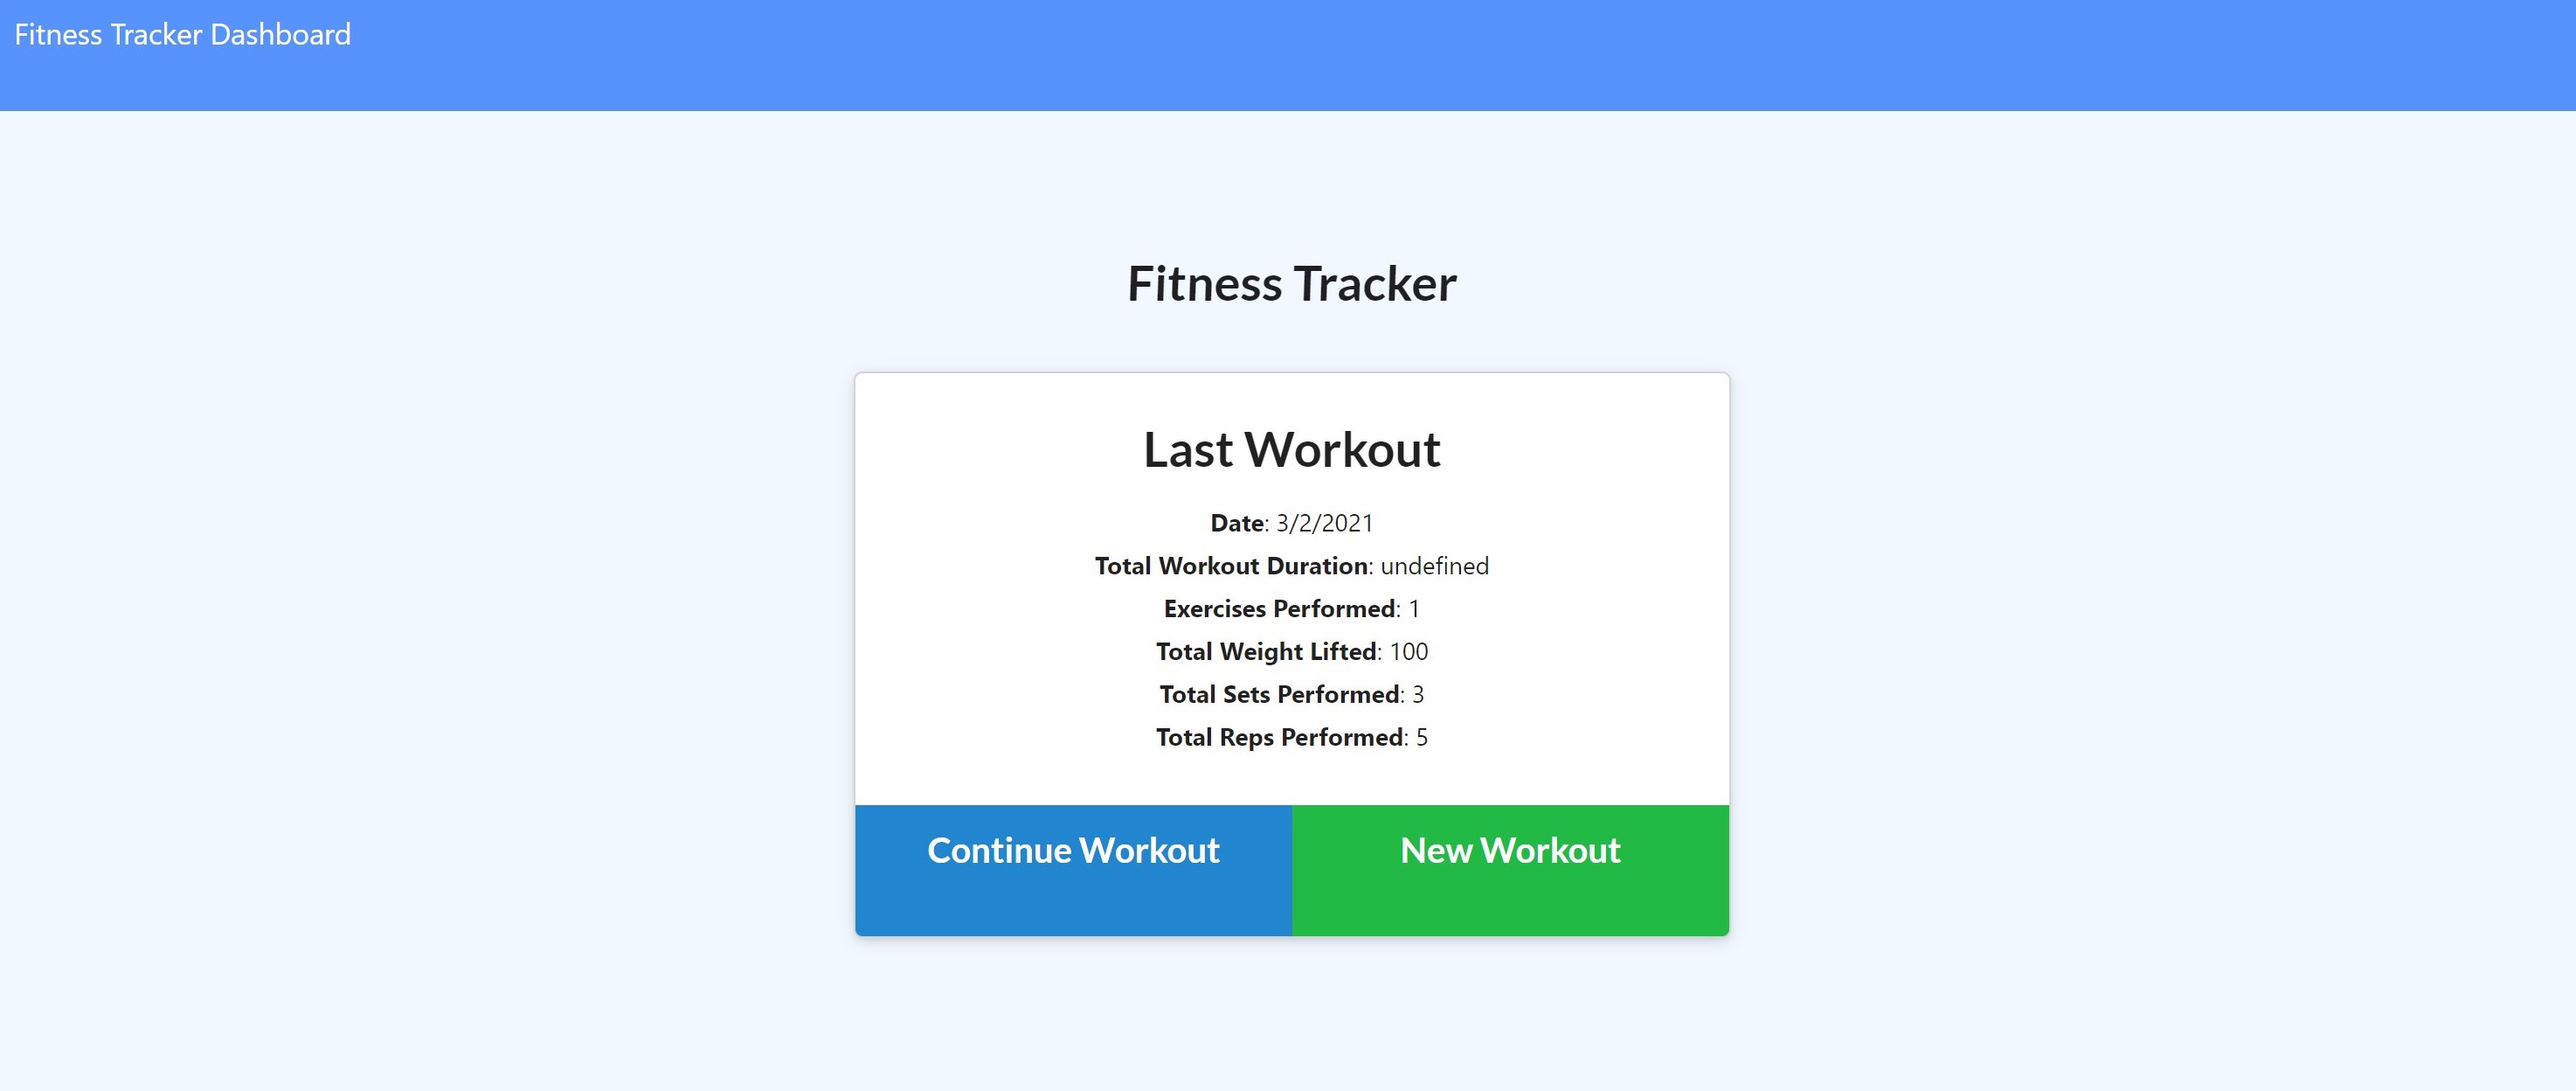 Fitness Tracker Dashboard
Fitness Tracker
Last Workout
Date: 3/2/2021
Total Workout Duration: undefined
Exercises Performed: 1
Total Weight Lifted: 100
Total Sets Performed: 3
Total Reps Performed: 5
Continue Workout
New Workout